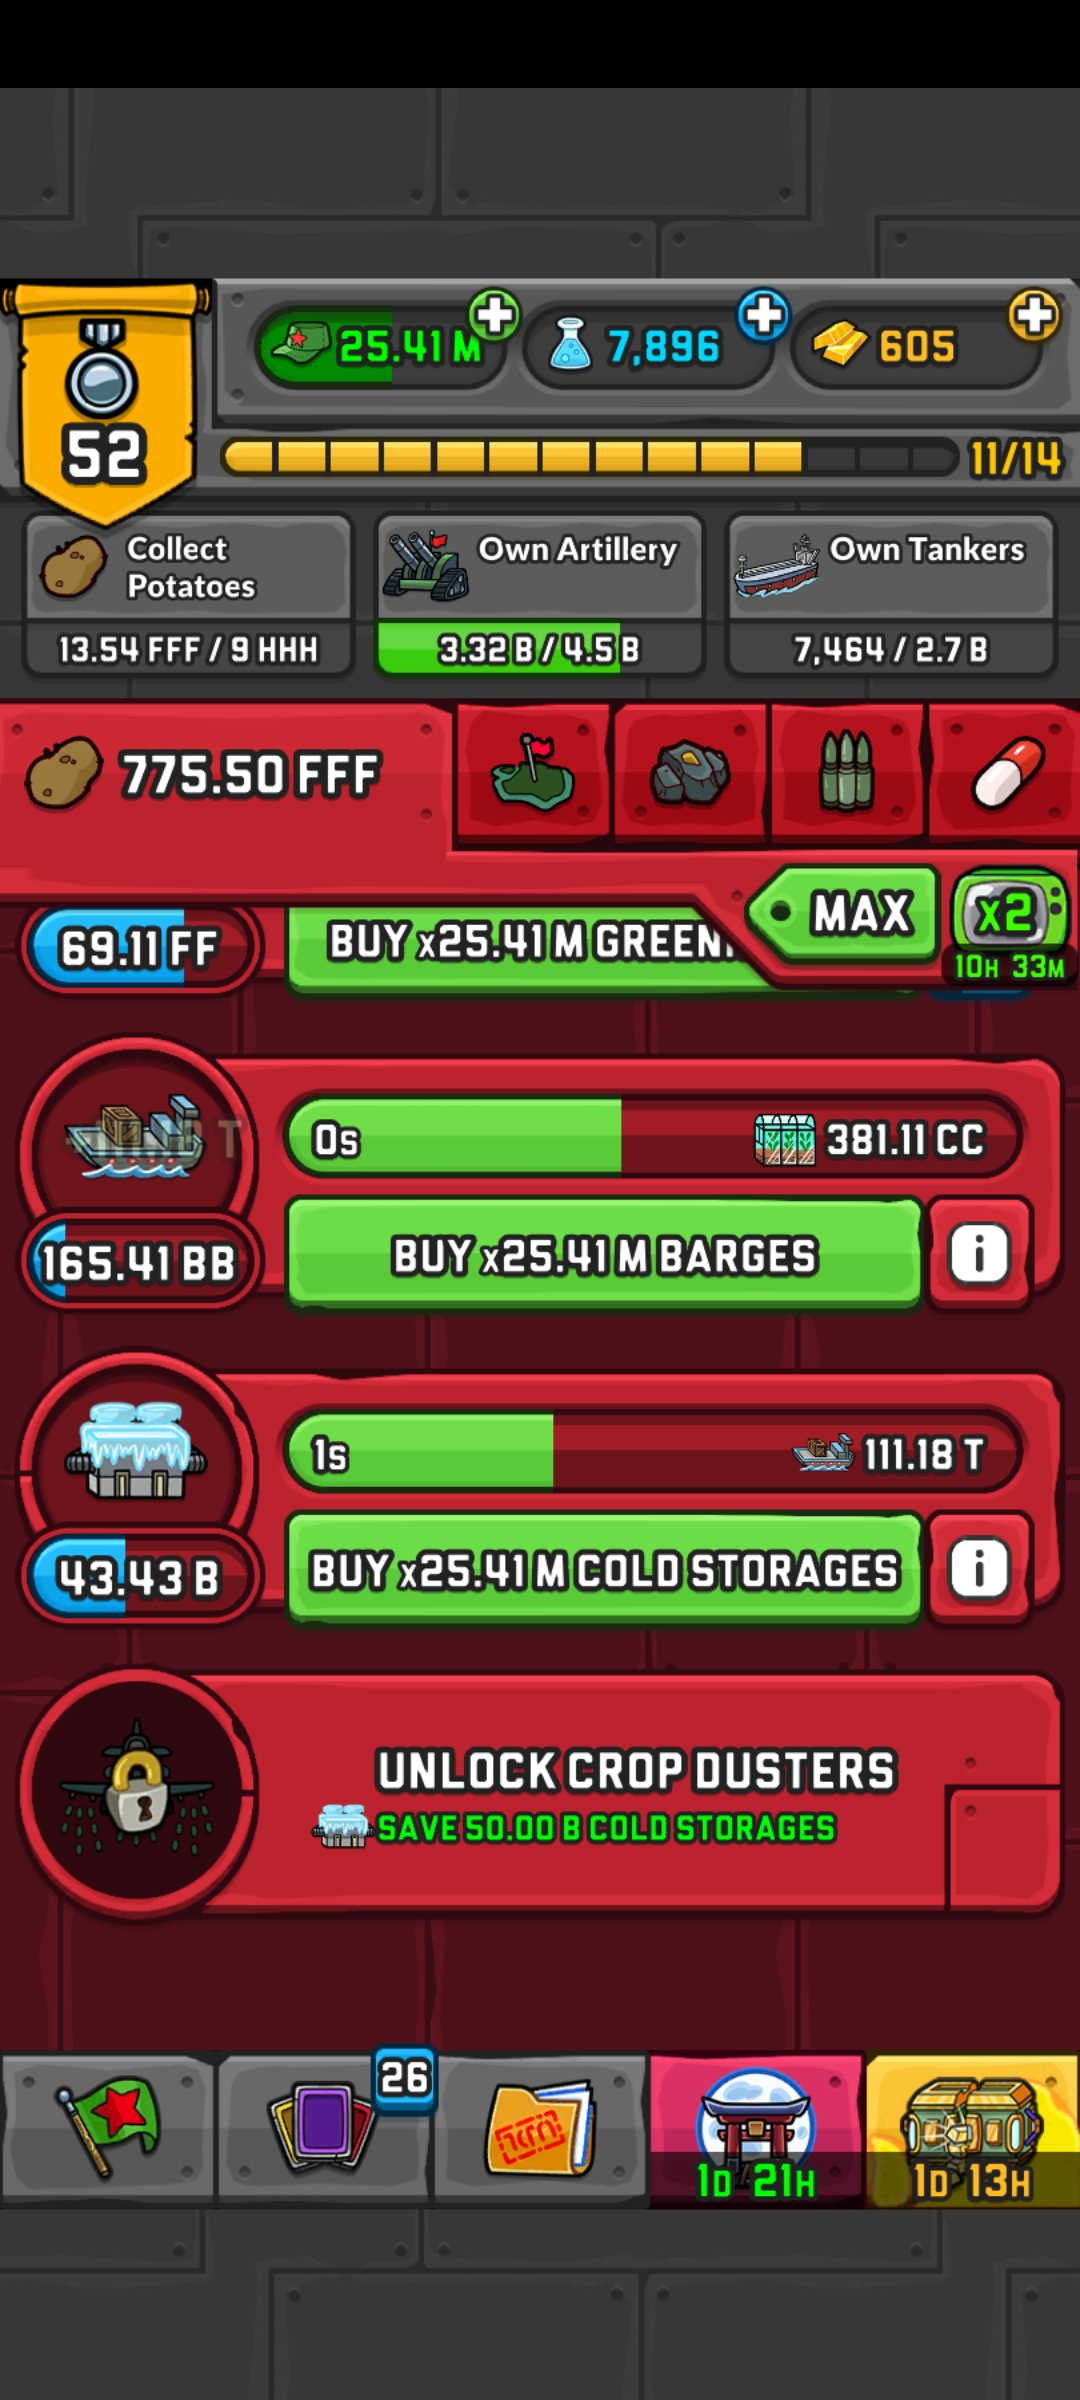 25.41 M
7,896
605
52
11/14
Collect
Potatoes
13.54 FFF / 9 HHH
Own Artillery
3.32 B / 4.5 B
Own Tankers
7,464 / 2.7 B
775.50 FFF
MAX
x2
10H 33M
69.11 FF
BUY x25.41 M
0s
381.11 CC
165.41 BB
BUY x25.41 M BARGES
i
1s
111.18 T
43.43 B
BUY x25.41 M COLD STORAGES
i
UNLOCK CROP DUSTERS
SAVE 50.00 B COLD STORAGES
26
1D 21H
1D 13H